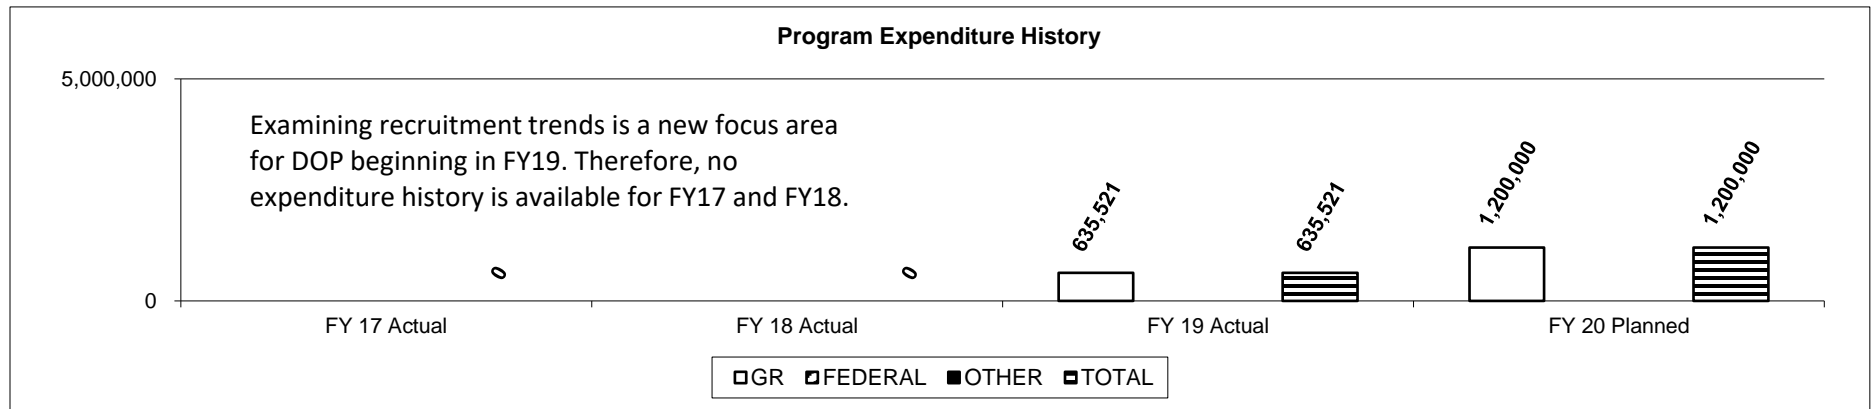 Program Expenditure History
5,000,000
Examining recruitment trends is a new focus area
for DOP beginning in FY19. Therefore, no
expenditure history is available for FY17 and FY18.
0
0
635,521
635,521
1,200,000
1,200,000
0
FY 17 Actual
FY 18 Actual
FY 19 Actual
FY 20 Planned
GR FEDERAL OTHER TOTAL